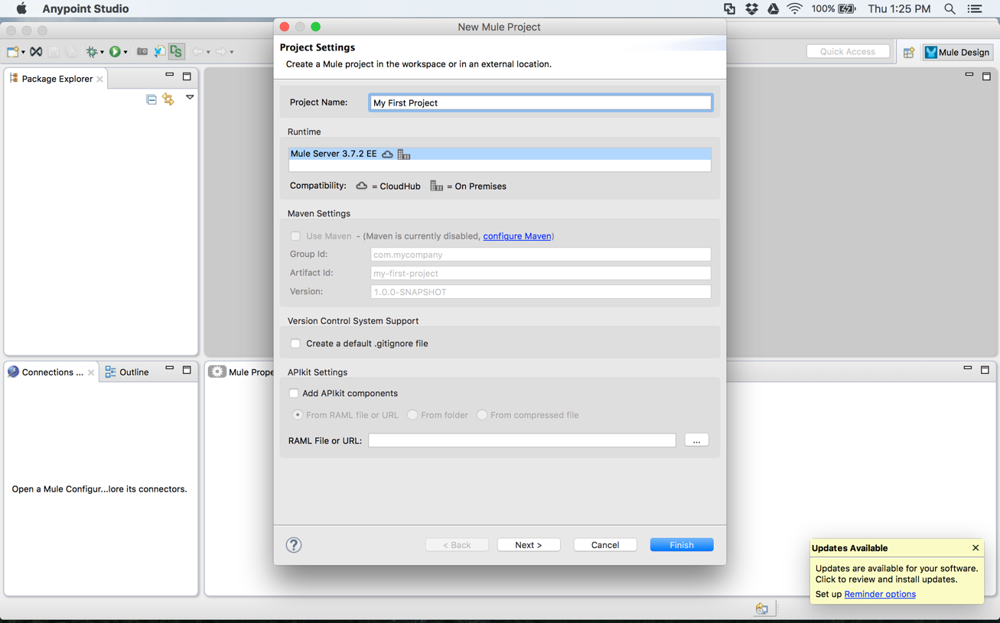 Anypoint Studio
100%
Thu 1:25 PM
New Mule Project
Quick Access
Mule Design
Package Explorer
Project Settings
Create a Mule project in the workspace or in an external location.
Project Name: My First Project
Runtime
Mule Server 3.7.2 EE
Compatibility: = CloudHub = On Premises
Maven Settings
Use Maven - (Maven is currently disabled, configure Maven)
Group Id: com.mycompany
Artifact Id: my-first-project
Version: 1.0.0-SNAPSHOT
Version Control System Support
Create a default .gitignore file
APIkit Settings
Add APIkit components
From RAML file or URL From folder From compressed file
RAML File or URL: ...
? < Back Next > Cancel Finish
Connections ... Outline
Open a Mule Configur...lore its connectors.
Mule Prope
Updates Available
Updates are available for your software.
Click to review and install updates.
Set up Reminder options